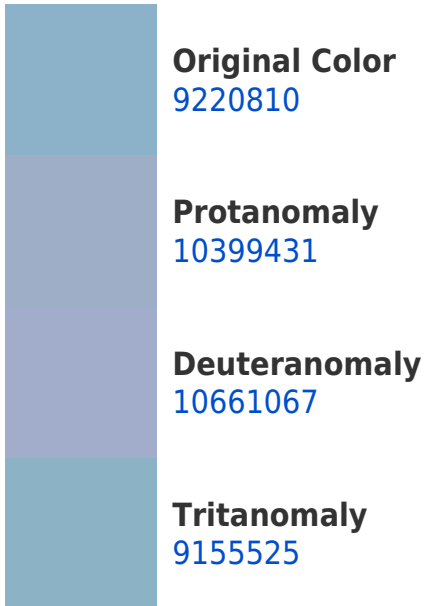 Original Color
9220810
Protanomaly
10399431
Deuteranomaly
10661067
Tritanomaly
9155525